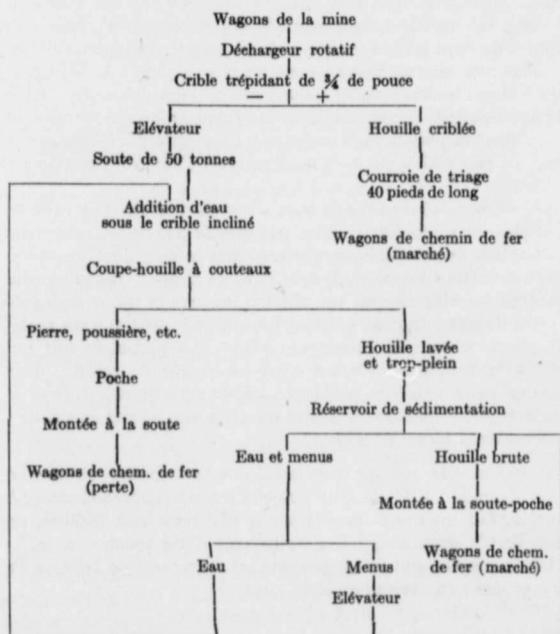 Wagons de la mine
Déchargeur rotatif
Crible trépidant de ¾ de pouce
— +
Elévateur
Houille criblée
Soute de 50 tonnes
Courroie de triage
40 pieds de long
Addition d'eau
sous le crible incliné
Wagons de chemin de fer
(marché)
Coupe-houille à couteaux
Pierre, poussière, etc.
Houille lavée
et trop-plein
Poche
Réservoir de sédimentation
Montée à la soute
Eau et menus
Houille brute
Wagons de chem. de fer
(perte)
Montée à la soute-poche
Eau
Menus
Wagons de chem.
de fer (marché)
Elévateur